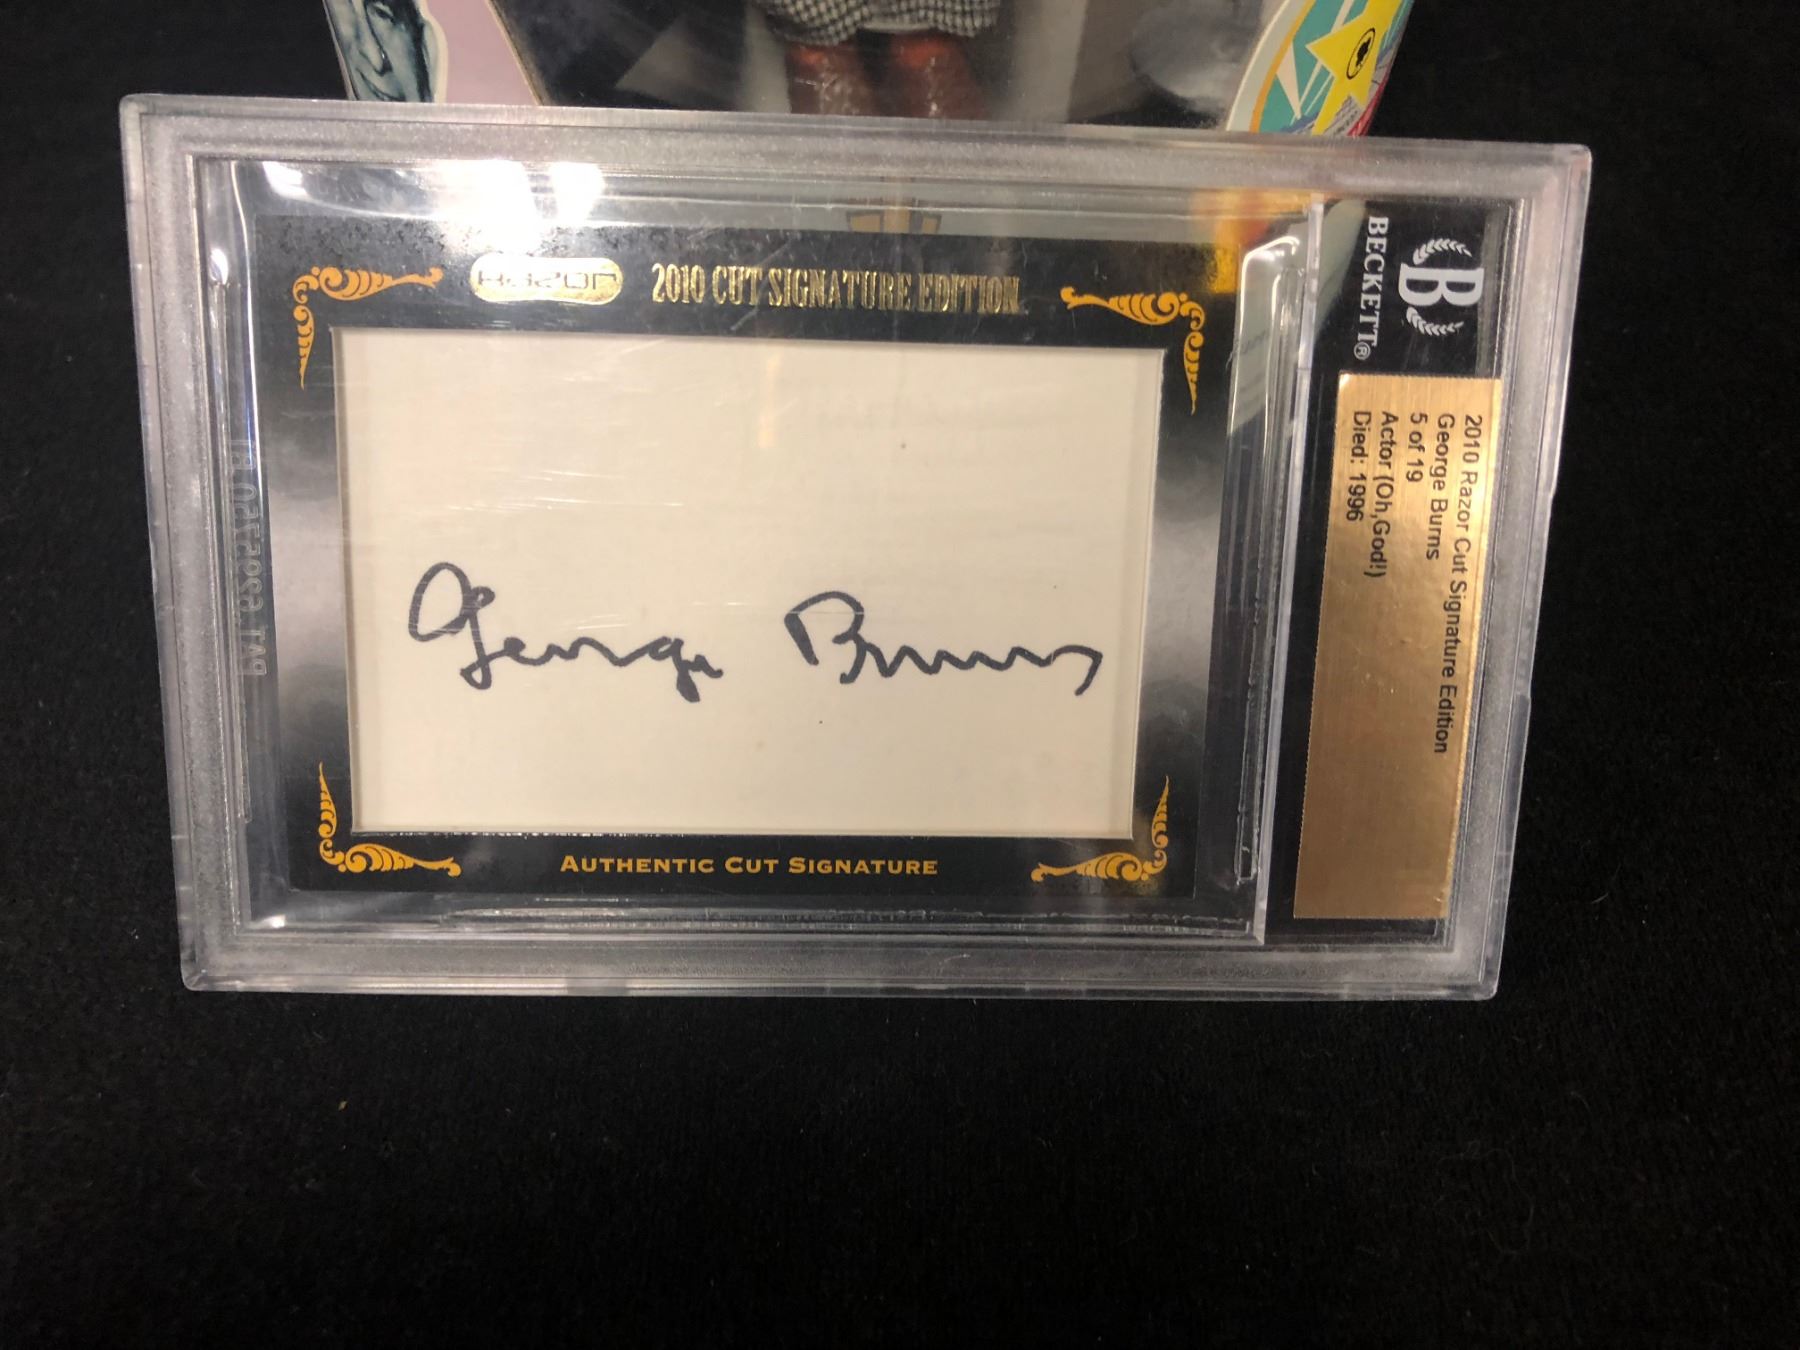 Razor 2010 CUT SIGNATURE EDITION
George Burns
AUTHENTIC CUT SIGNATURE
B
BECKETT®
2010 Razor Cut Signature Edition
George Burns
5 of 19
Actor (Oh,God!)
Died: 1996